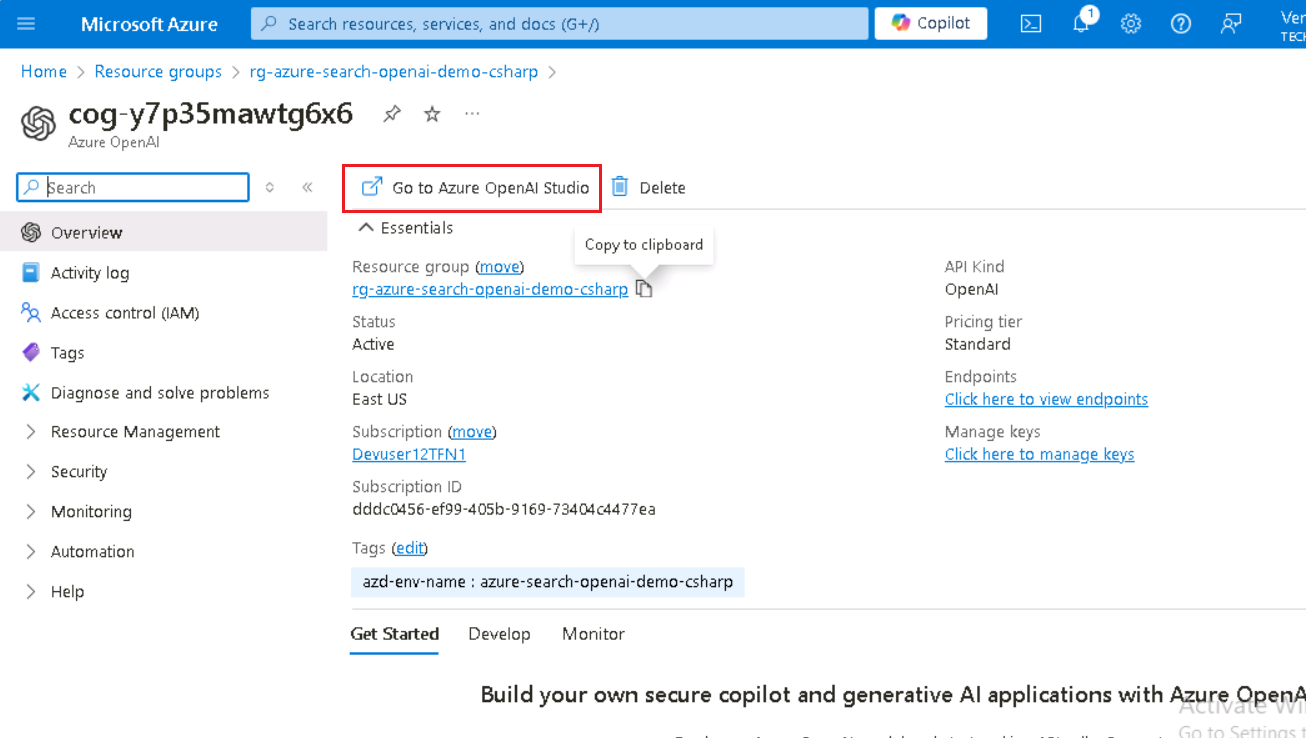 Microsoft Azure
Search resources, services, and docs (G+/)
Copilot
1
Home > Resource groups > rg-azure-search-openai-demo-csharp >
cog-y7p35mawtg6x6
Azure OpenAI
Search
Go to Azure OpenAI Studio
Delete
Overview
Activity log
Access control (IAM)
Tags
Diagnose and solve problems
Resource Management
Security
Monitoring
Automation
Help
Essentials
Copy to clipboard
Resource group (move)
rg-azure-search-openai-demo-csharp
Status
Active
Location
East US
Subscription (move)
Devuser12TFN1
Subscription ID
dddc0456-ef99-405b-9169-73404c4477ea
API Kind
OpenAI
Pricing tier
Standard
Endpoints
Click here to view endpoints
Manage keys
Click here to manage keys
Tags (edit)
azd-env-name : azure-search-openai-demo-csharp
Get Started
Develop
Monitor
Build your own secure copilot and generative AI applications with Azure
Activate
Go to Settings